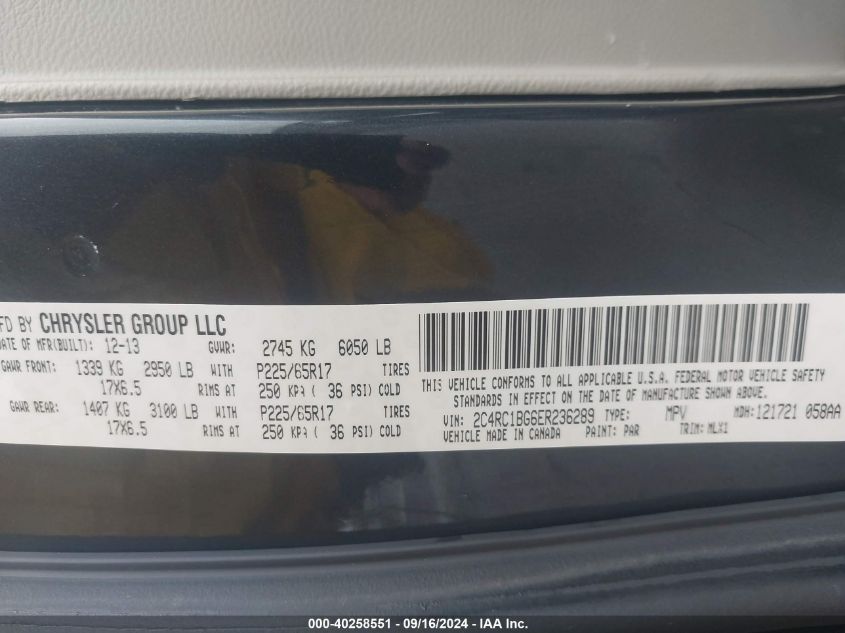 FD BY CHRYSLER GROUP LLC
DATE OF MFR(BUILT): 12-13 GVWR: 2745 KG 6050 LB
GAWR FRONT: 1339 KG 2950 LB WITH P225/65R17 TIRES
17X6.5 RIMS AT 250 KPA ( 36 PSI) COLD
GAWR REAR: 1407 KG 3100 LB WITH P225/65R17 TIRES
17X6.5 RIMS AT 250 KPA ( 36 PSI) COLD
THIS VEHICLE CONFORMS TO ALL APPLICABLE U.S.A. FEDERAL MOTOR VEHICLE SAFETY
STANDARDS IN EFFECT ON THE DATE OF MANUFACTURE SHOWN ABOVE.
VIN: 2C4RC1BG6ER236289 TYPE: MPV MDH: 121721 058AA
VEHICLE MADE IN CANADA PAINT: PAR TRIM: MLX1
000-40258551 - 09/16/2024 - IAA Inc.